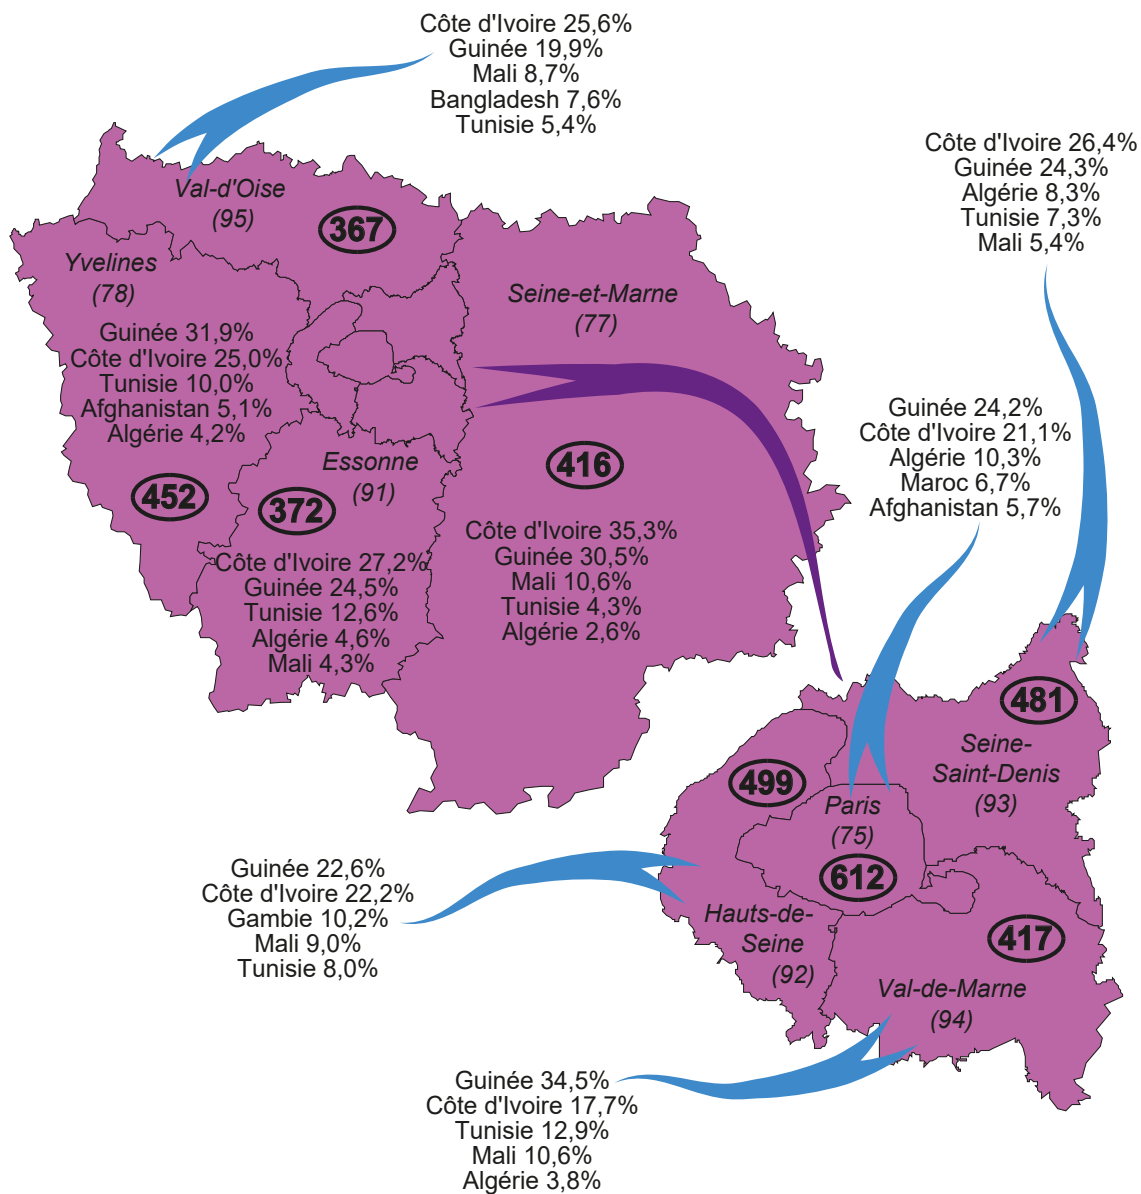 Côte d'Ivoire 25,6%
Guinée 19,9%
Mali 8,7%
Bangladesh 7,6%
Tunisie 5,4%
Val-d'Oise
(95)
367
Yvelines
(78)
Guinée 31,9%
Côte d'Ivoire 25,0%
Tunisie 10,0%
Afghanistan 5,1%
Algérie 4,2%
452
Essonne
(91)
372
Côte d'Ivoire 27,2%
Guinée 24,5%
Tunisie 12,6%
Algérie 4,6%
Mali 4,3%
Seine-et-Marne
(77)
416
Côte d'Ivoire 35,3%
Guinée 30,5%
Mali 10,6%
Tunisie 4,3%
Algérie 2,6%
Côte d'Ivoire 26,4%
Guinée 24,3%
Algérie 8,3%
Tunisie 7,3%
Mali 5,4%
Guinée 24,2%
Côte d'Ivoire 21,1%
Algérie 10,3%
Maroc 6,7%
Afghanistan 5,7%
481
Seine-
Saint-Denis
(93)
499
Paris
(75)
612
Guinée 22,6%
Côte d'Ivoire 22,2%
Gambie 10,2%
Mali 9,0%
Tunisie 8,0%
Hauts-de-
Seine
(92)
417
Val-de-Marne
(94)
Guinée 34,5%
Côte d'Ivoire 17,7%
Tunisie 12,9%
Mali 10,6%
Algérie 3,8%